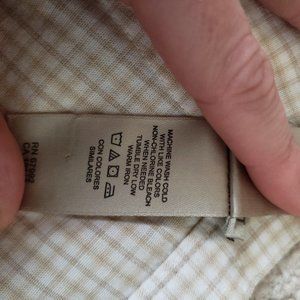 MACHINE WASH COLD
WITH LIKE COLORS
NON-CHLORINE BLEACH
WHEN NEEDED
TUMBLE DRY LOW
WARM IRON
CON COLORES
SIMILARES
RN
CA